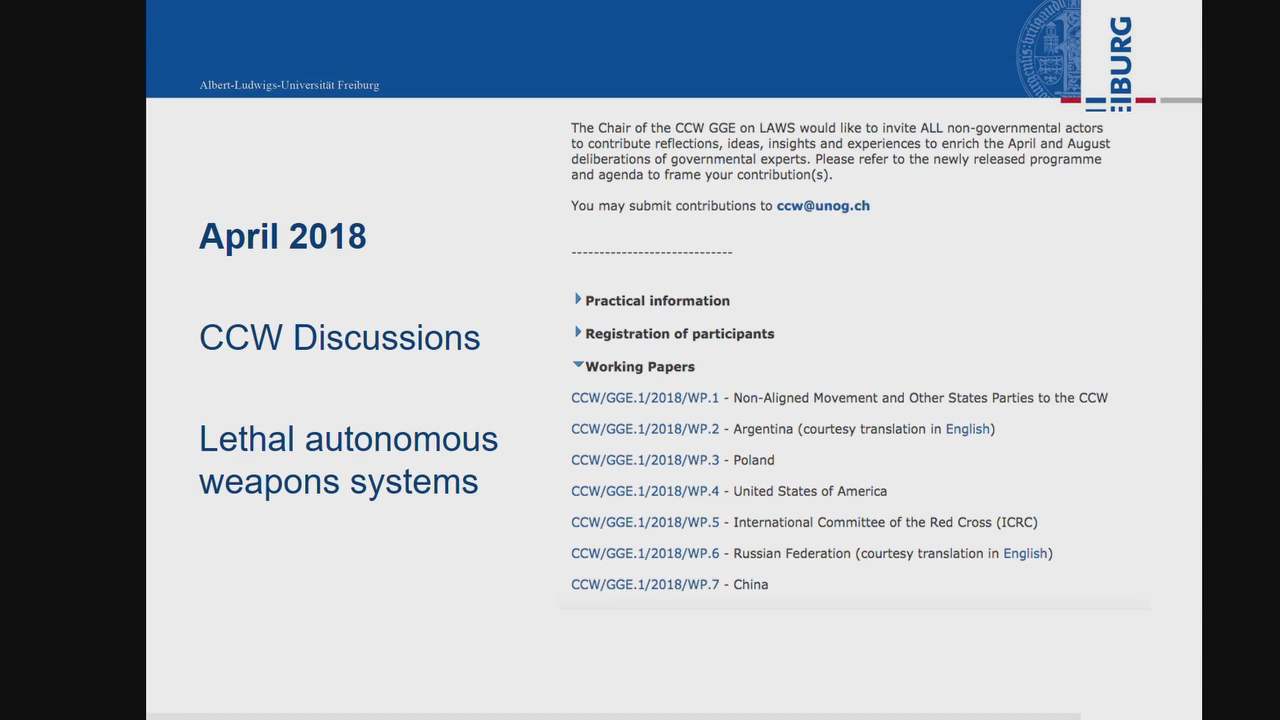 Albert-Ludwigs-Universität Freiburg
IBURG
April 2018
CCW Discussions
Lethal autonomous
weapons systems
The Chair of the CCW GGE on LAWS would like to invite ALL non-governmental actors
to contribute reflections, ideas, insights and experiences to enrich the April and August
deliberations of governmental experts. Please refer to the newly released programme
and agenda to frame your contribution(s).
You may submit contributions to ccw@unog.ch
-----------------------------
Practical information
Registration of participants
Working Papers
CCW/GGE.1/2018/WP.1 - Non-Aligned Movement and Other States Parties to the CCW
CCW/GGE.1/2018/WP.2 - Argentina (courtesy translation in English)
CCW/GGE.1/2018/WP.3 - Poland
CCW/GGE.1/2018/WP.4 - United States of America
CCW/GGE.1/2018/WP.5 - International Committee of the Red Cross (ICRC)
CCW/GGE.1/2018/WP.6 - Russian Federation (courtesy translation in English)
CCW/GGE.1/2018/WP.7 - China